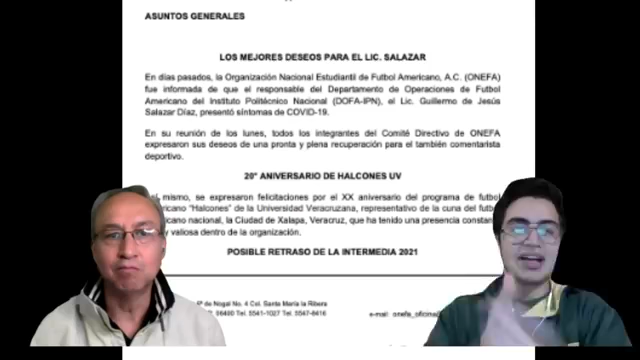 ASUNTOS GENERALES
LOS MEJORES DESEOS PARA EL LIC. SALAZAR
En días pasados, la Organización Nacional Estudiantil de Futbol Americano, A.C. (ONEFA)
fue informada de que el responsable del Departamento de Operaciones de Futbol
Americano del Instituto Politécnico Nacional (DOFA-IPN), el Lic. Guillermo de Jesús
Salazar Díaz, presentó síntomas de COVID-19.
En su reunión de los lunes, todos los integrantes del Comité Directivo de ONEFA
expresaron sus deseos de una pronta y plena recuperación para el también comentarista
deportivo.
20° ANIVERSARIO DE HALCONES UV
mismo, se expresaron felicitaciones por el XX aniversario del programa de futbol
"Halcones" de la Universidad Veracruzana, representativo de la cuna del
nacional, la Ciudad de Xalapa, Veracruz, que ha tenido una presencia
y valiosa dentro de la organización.
POSIBLE RETRASO DE LA INTERMEDIA 2021
de Nogal No. 4 Col. Santa María la Ribera
06400 Tel. 5541-1027 Tel. 5547-8416
e-mail: